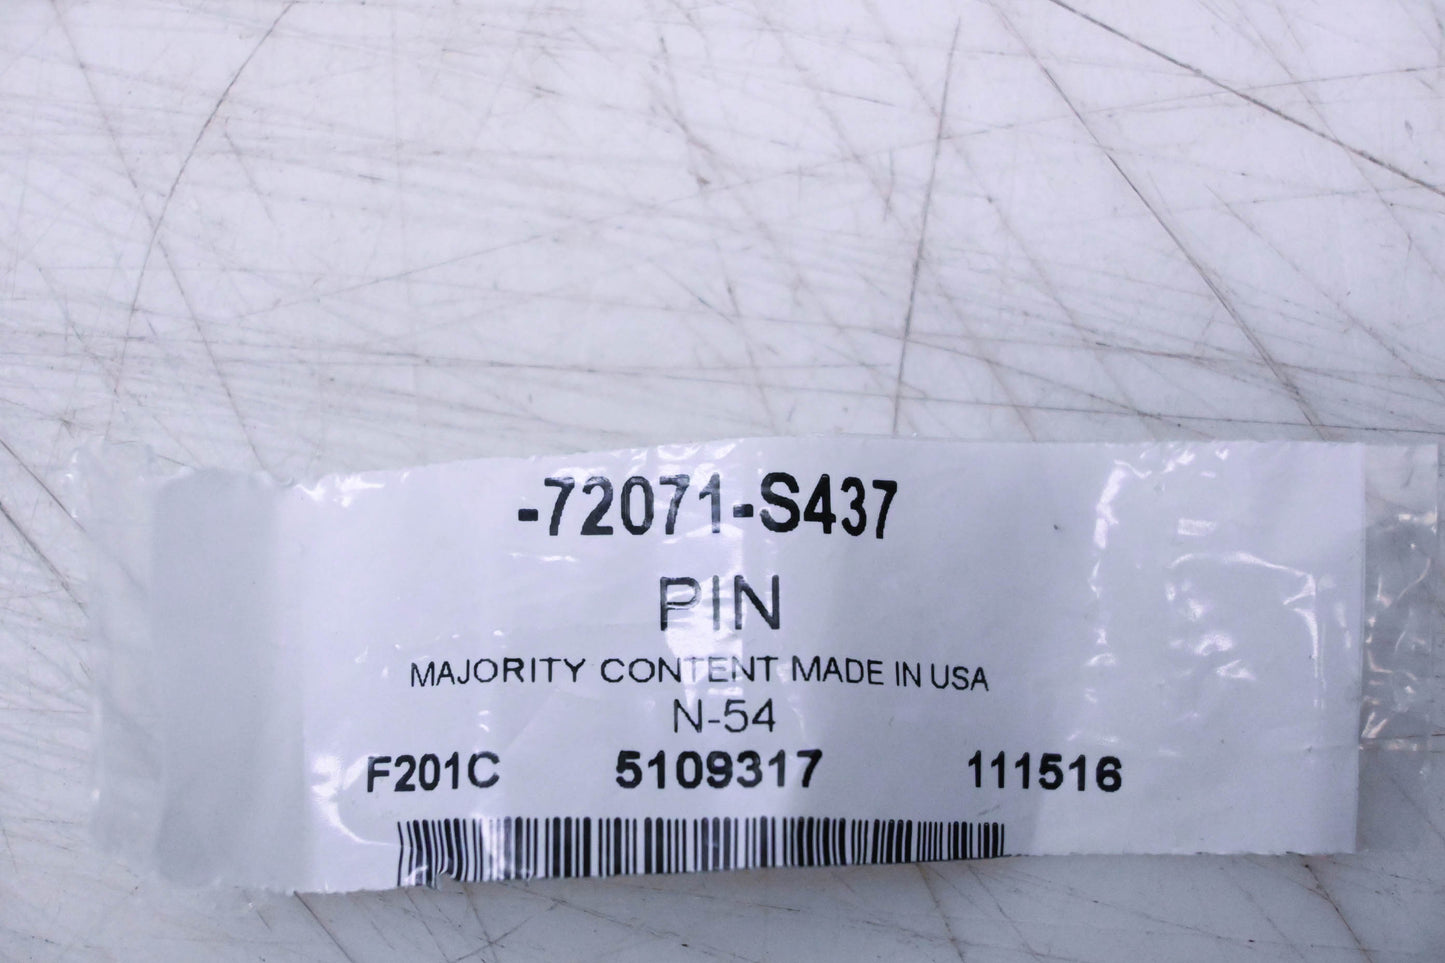 -72071-S437
PIN
MAJORITY CONTENT MADE IN USA
N-54
F201C 5109317 111516